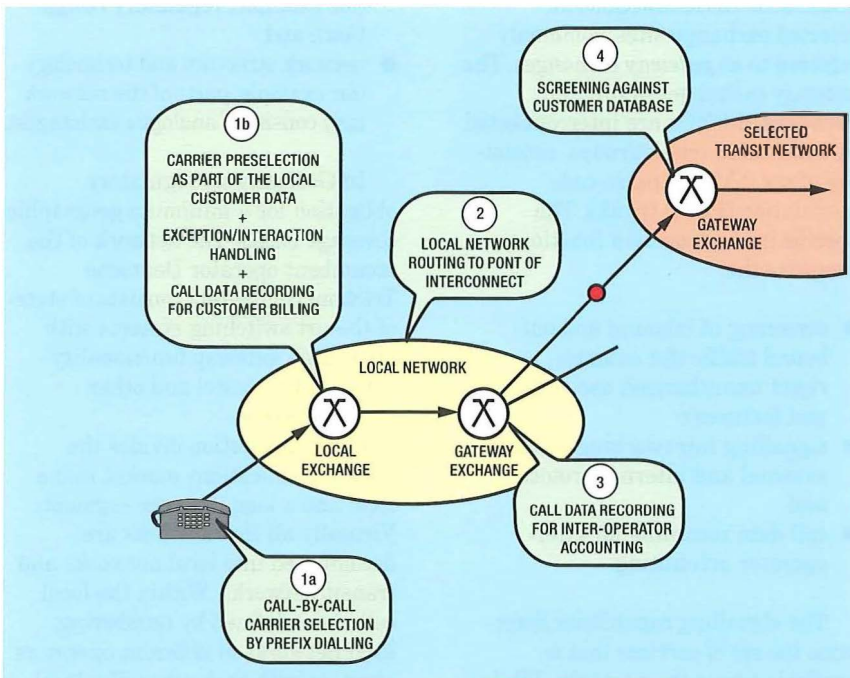 4
SCREENING AGAINST
CUSTOMER DATABASE
SELECTED
TRANSIT NETWORK
GATEWAY
EXCHANGE
1b
CARRIER PRESELECTION
AS PART OF THE LOCAL
CUSTOMER DATA
+
EXCEPTION/INTERACTION
HANDLING
+
CALL DATA RECORDING
FOR CUSTOMER BILLING
2
LOCAL NETWORK
ROUTING TO PONT OF
INTERCONNECT
LOCAL NETWORK
LOCAL
EXCHANGE
GATEWAY
EXCHANGE
3
CALL DATA RECORDING
FOR INTER-OPERATOR
ACCOUNTING
1a
CALL-BY-CALL
CARRIER SELECTION
BY PREFIX DIALLING